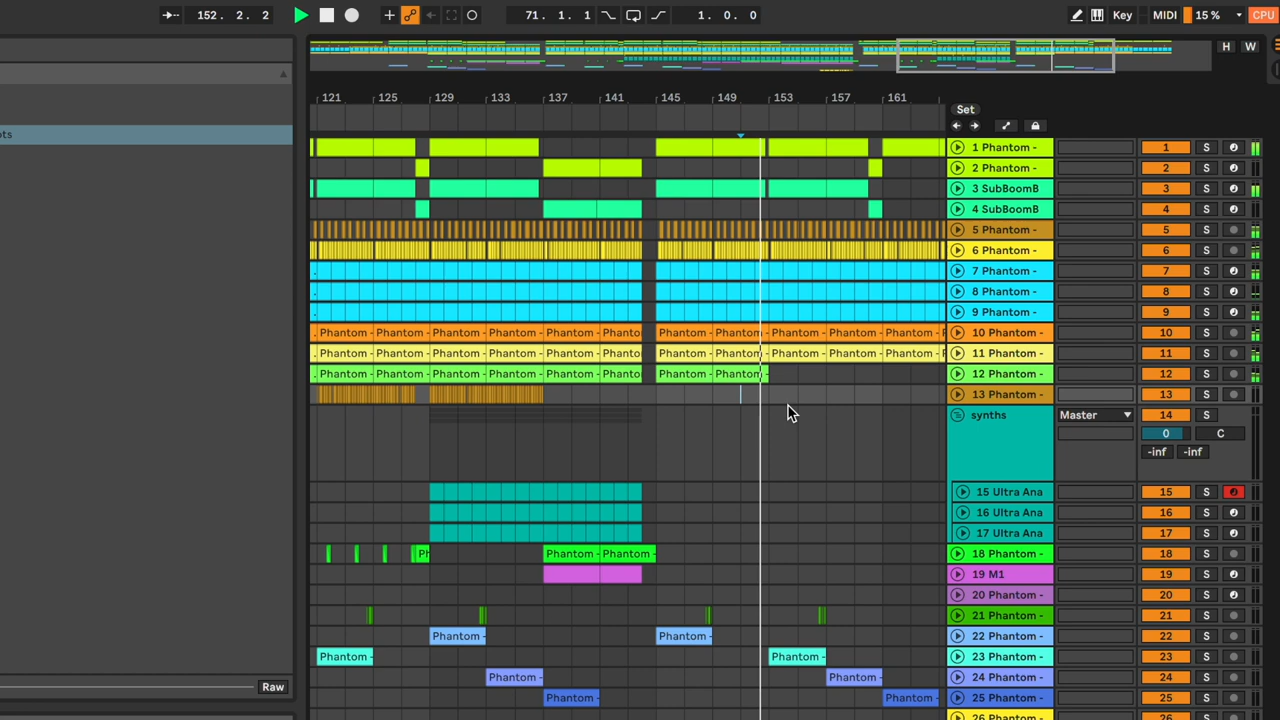 152. 2. 2
71. 1. 1
1. 0. 0
Key
MIDI
15 %
CPU
H
W
121
125
129
133
137
141
145
149
153
157
161
Set
ots
1 Phantom -
1
S
2 Phantom -
2
S
3 SubBoomB
3
S
4 SubBoomB
4
S
5 Phantom -
5
S
6 Phantom -
6
S
7 Phantom -
7
S
8 Phantom -
8
S
9 Phantom -
9
S
Phantom - Phantom - Phantom - Phantom - Phantom - Phantom Phantom - Phantom Phantom - Phantom - Phantom -
10 Phantom -
10
S
Phantom - Phantom - Phantom - Phantom - Phantom - Phantom Phantom - Phantom Phantom - Phantom - Phantom -
11 Phantom -
11
S
Phantom - Phantom - Phantom - Phantom - Phantom - Phantom Phantom - Phantom
12 Phantom -
12
S
13 Phantom -
13
S
synths
Master
14
S
0
C
-inf
-inf
15 Ultra Ana
15
S
16 Ultra Ana
16
S
17 Ultra Ana
17
S
Ph
Phantom - Phantom -
18 Phantom -
18
S
19 M1
19
S
20 Phantom -
20
S
21 Phantom -
21
S
Phantom -
Phantom -
22 Phantom -
22
S
Phantom -
Phantom -
23 Phantom -
23
S
Phantom -
Phantom -
24 Phantom -
24
S
Raw
Phantom -
Phantom -
25 Phantom -
25
S
26 Phantom -
26
S